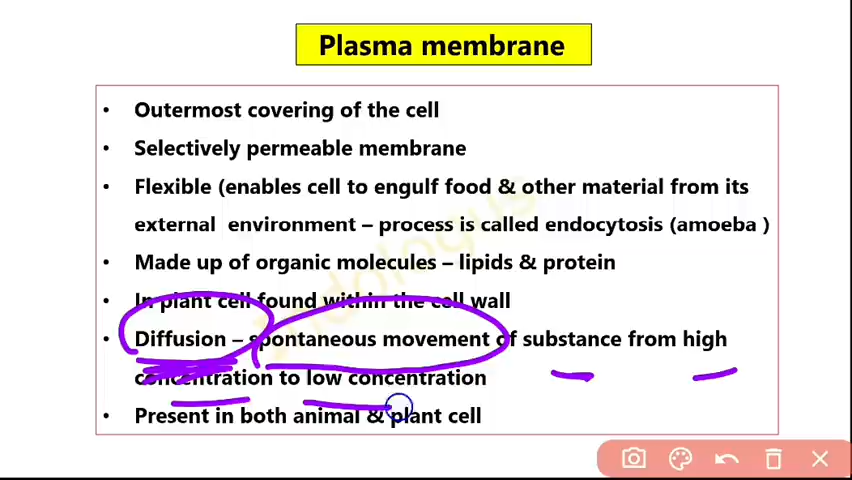 Plasma membrane
• Outermost covering of the cell
• Selectively permeable membrane
• Flexible (enables cell to engulf food & other material from its
external environment – process is called endocytosis (amoeba )
• Made up of organic molecules – lipids & protein
• In plant cell found within the cell wall
• Diffusion – spontaneous movement of substance from high
concentration to low concentration
• Present in both animal & plant cell